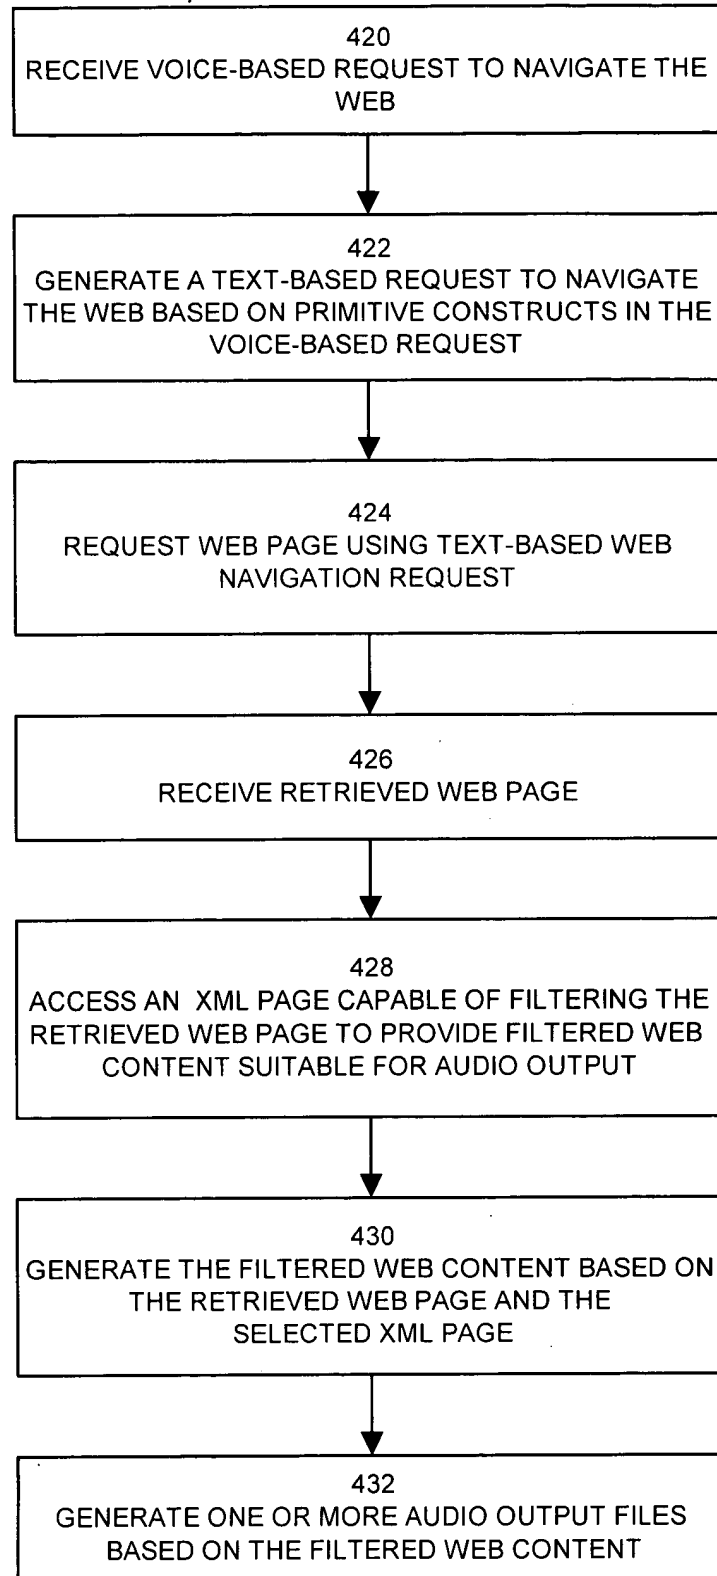 420
RECEIVE VOICE-BASED REQUEST TO NAVIGATE THE
WEB
422
GENERATE A TEXT-BASED REQUEST TO NAVIGATE
THE WEB BASED ON PRIMITIVE CONSTRUCTS IN THE
VOICE-BASED REQUEST
424
REQUEST WEB PAGE USING TEXT-BASED WEB
NAVIGATION REQUEST
426
RECEIVE RETRIEVED WEB PAGE
428
ACCESS AN XML PAGE CAPABLE OF FILTERING THE
RETRIEVED WEB PAGE TO PROVIDE FILTERED WEB
CONTENT SUITABLE FOR AUDIO OUTPUT
430
GENERATE THE FILTERED WEB CONTENT BASED ON
THE RETRIEVED WEB PAGE AND THE
SELECTED XML PAGE
432
GENERATE ONE OR MORE AUDIO OUTPUT FILES
BASED ON THE FILTERED WEB CONTENT